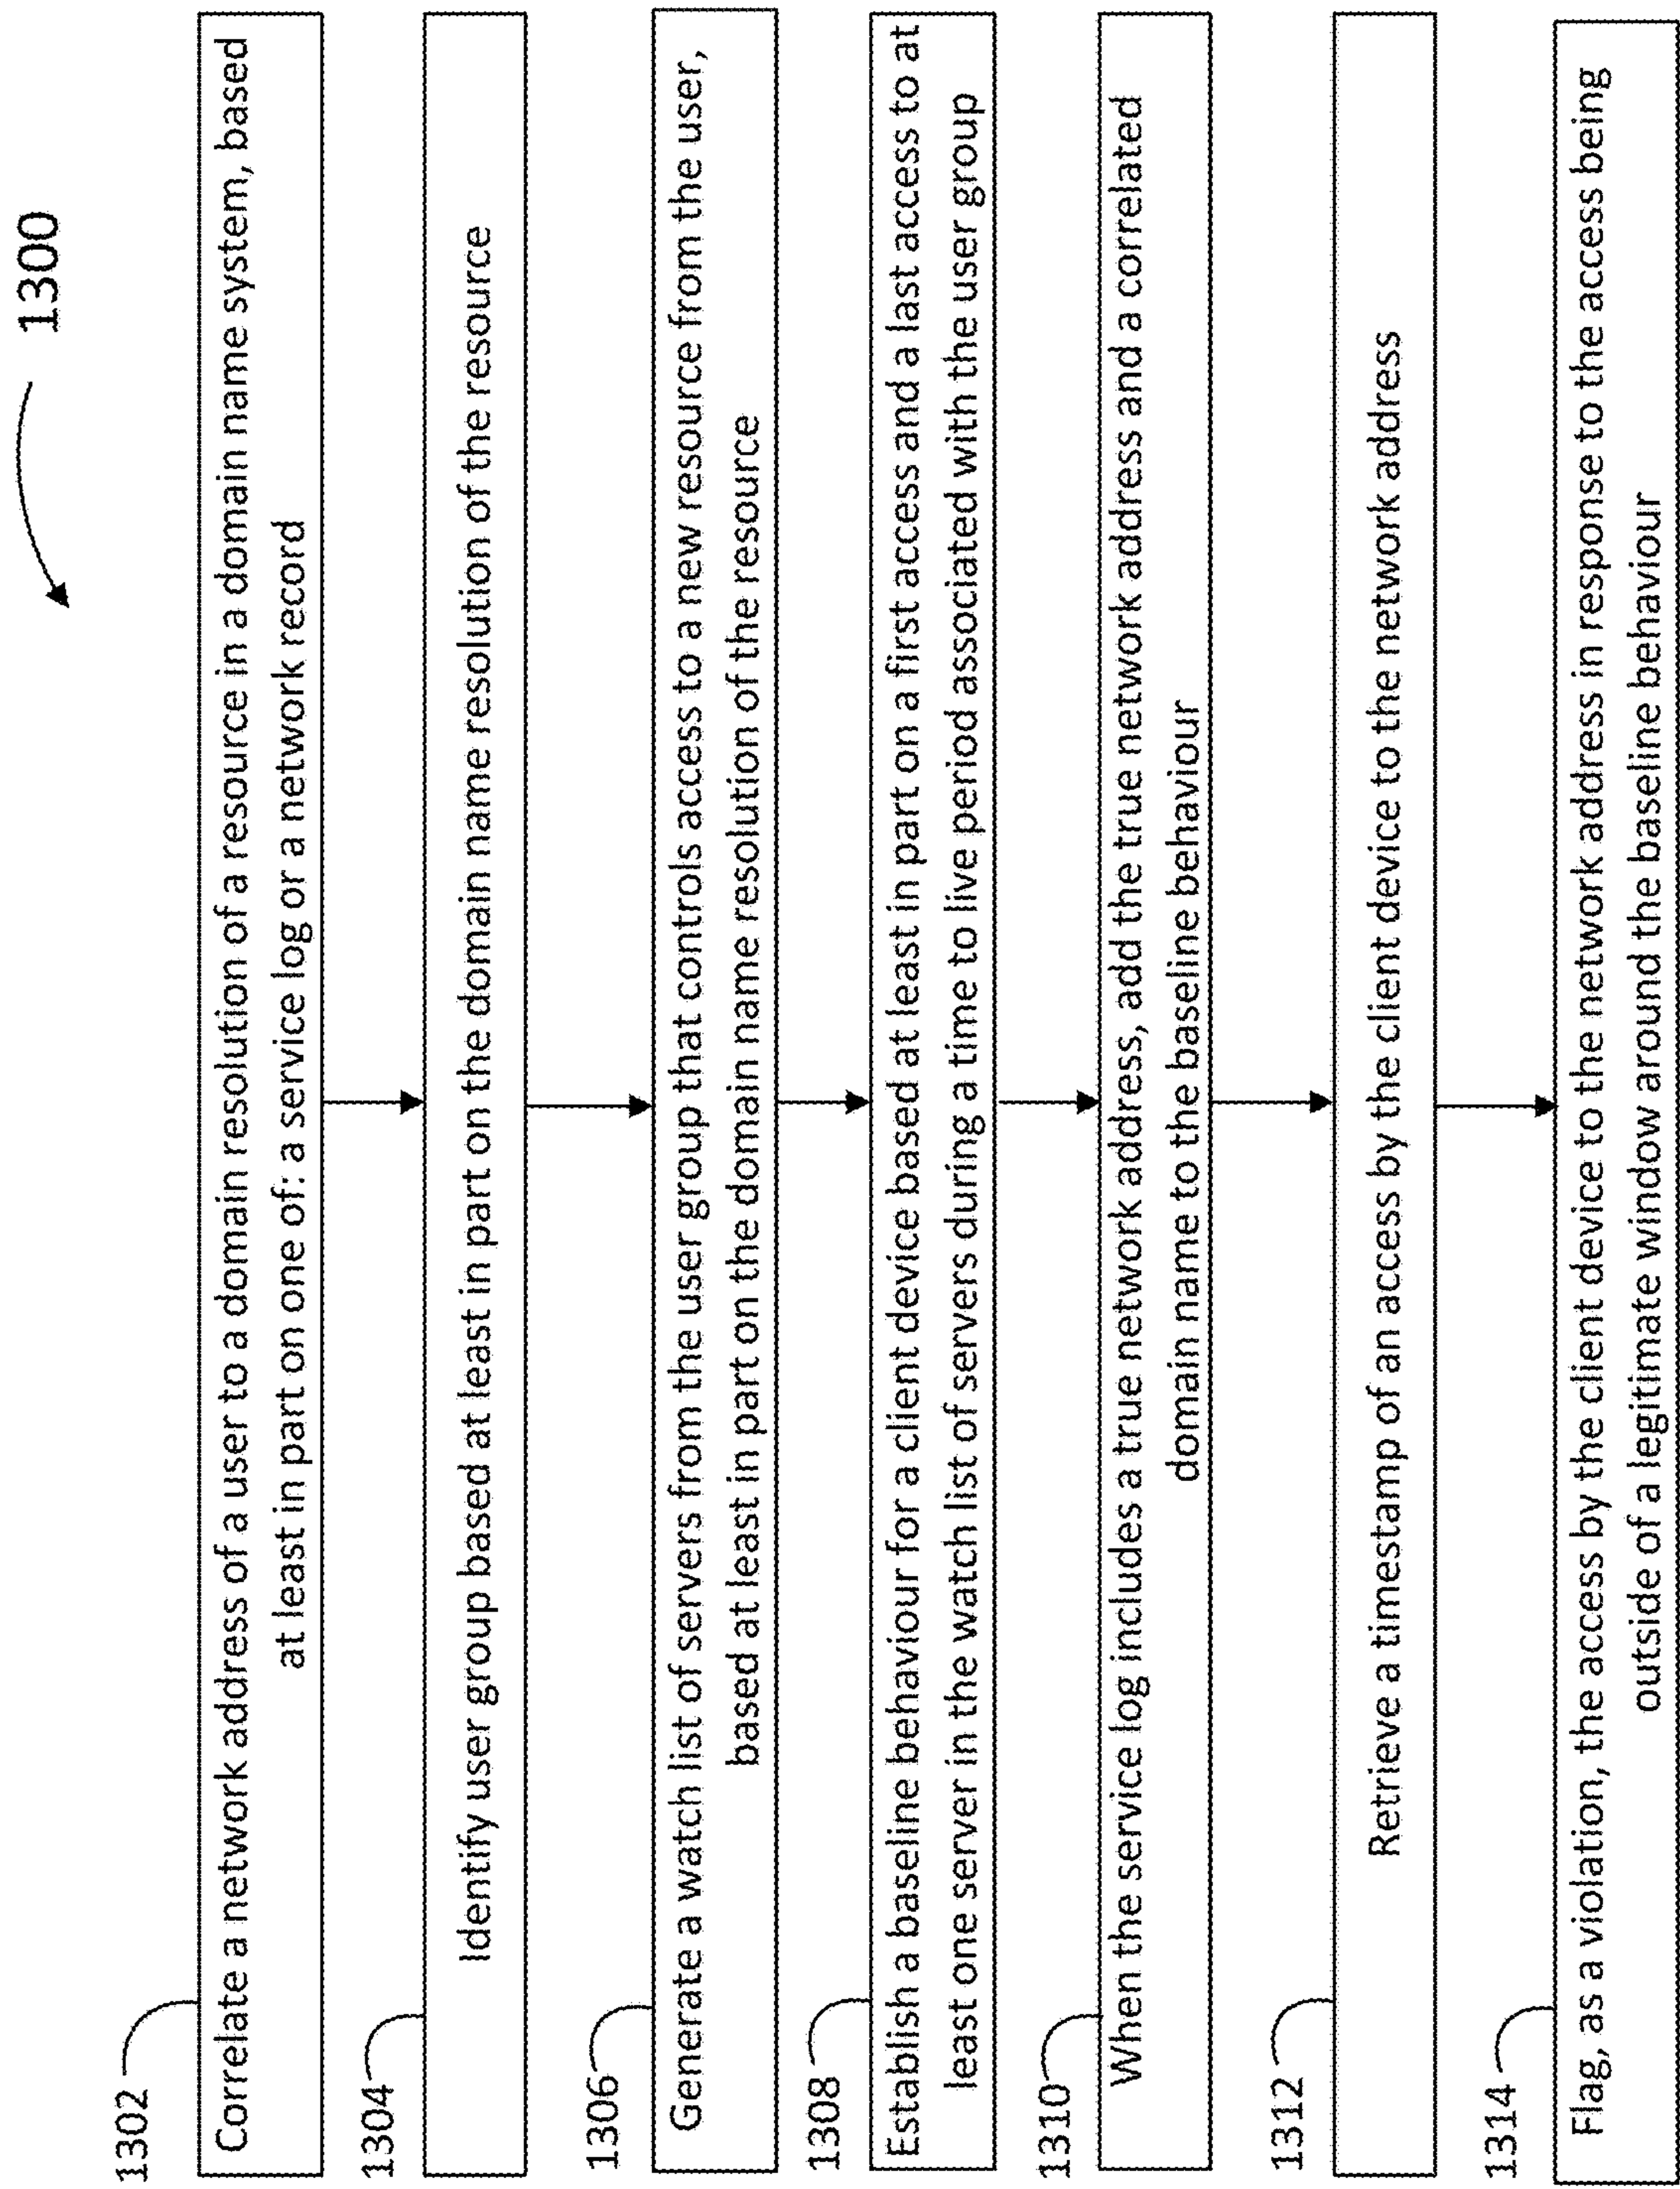 1300
1302
Correlate a network address of a user to a domain resolution of a resource in a domain name system, based
at least in part on one of: a service log or a network record
1304
Identify user group based at least in part on the domain name resolution of the resource
1306
Generate a watch list of servers from the user group that controls access to a new resource from the user,
based at least in part on the domain name resolution of the resource
1308
Establish a baseline behaviour for a client device based at least in part on a first access and a last access to at
least one server in the watch list of servers during a time to live period associated with the user group
1310
When the service log includes a true network address, add the true network address and a correlated
domain name to the baseline behaviour
1312
Retrieve a timestamp of an access by the client device to the network address
1314
Flag, as a violation, the access by the client device to the network address in response to the access being
outside of a legitimate window around the baseline behaviour